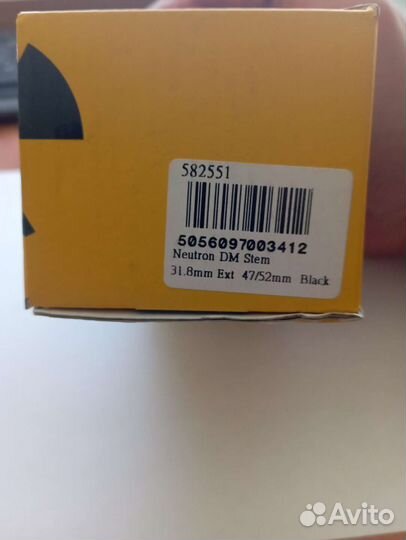 582551
5056097003412
Neutron DM Stem
31.8mm Ext 47/52mm Black
Avito